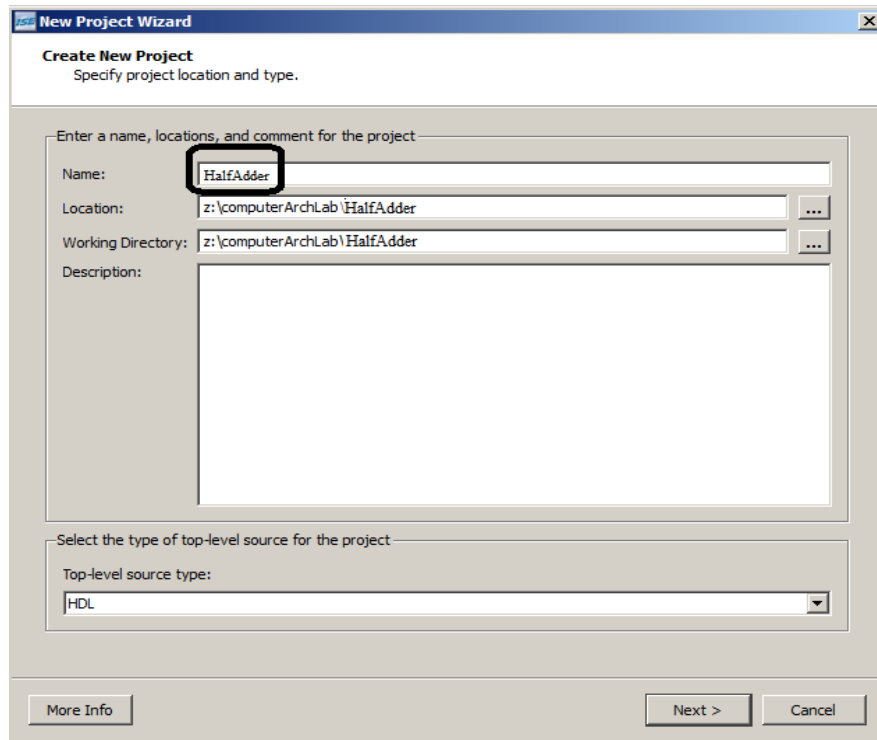 ISE New Project Wizard
Create New Project
Specify project location and type.
Enter a name, locations, and comment for the project
Name: HalfAdder
Location: z:\computerArchLab\HalfAdder ...
Working Directory: z:\computerArchLab\HalfAdder ...
Description:
Select the type of top-level source for the project
Top-level source type:
HDL
More Info Next > Cancel